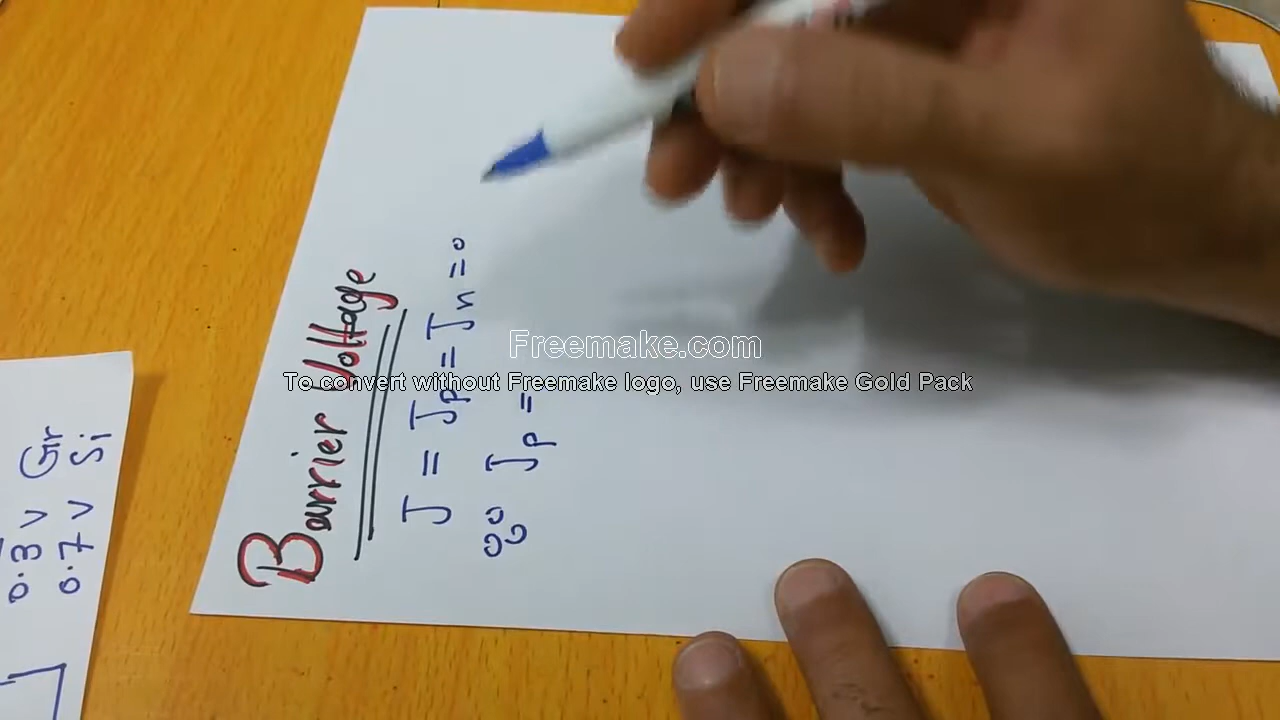 Barrier Voltage
J = Jp = Jn = 0
∴ Jp =
0.3 v Gr
0.7 v Si
Freemake.com
To convert without Freemake logo, use Freemake Gold Pack